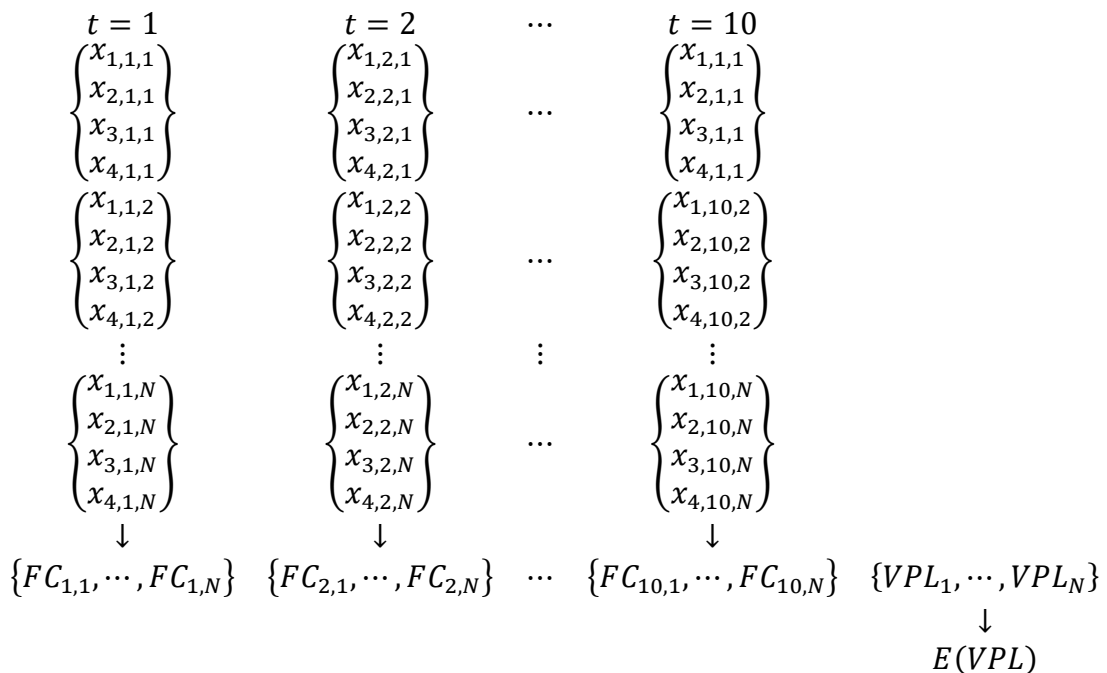 t = 1 t = 2 ⋯ t = 10
x_{1,1,1} x_{1,2,1} x_{1,1,1}
x_{2,1,1} x_{2,2,1} x_{2,1,1}
⋯
x_{3,1,1} x_{3,2,1} x_{3,1,1}
x_{4,1,1} x_{4,2,1} x_{4,1,1}
x_{1,1,2} x_{1,2,2} x_{1,10,2}
x_{2,1,2} x_{2,2,2} x_{2,10,2}
⋯
x_{3,1,2} x_{3,2,2} x_{3,10,2}
x_{4,1,2} x_{4,2,2} x_{4,10,2}
⋮ ⋮ ⋮ ⋮
x_{1,1,N} x_{1,2,N} x_{1,10,N}
x_{2,1,N} x_{2,2,N} x_{2,10,N}
⋯
x_{3,1,N} x_{3,2,N} x_{3,10,N}
x_{4,1,N} x_{4,2,N} x_{4,10,N}
↓ ↓ ↓
{FC_{1,1}, ⋯, FC_{1,N}} {FC_{2,1}, ⋯, FC_{2,N}} ⋯ {FC_{10,1}, ⋯, FC_{10,N}} {VPL_1, ⋯, VPL_N}
↓
E(VPL)